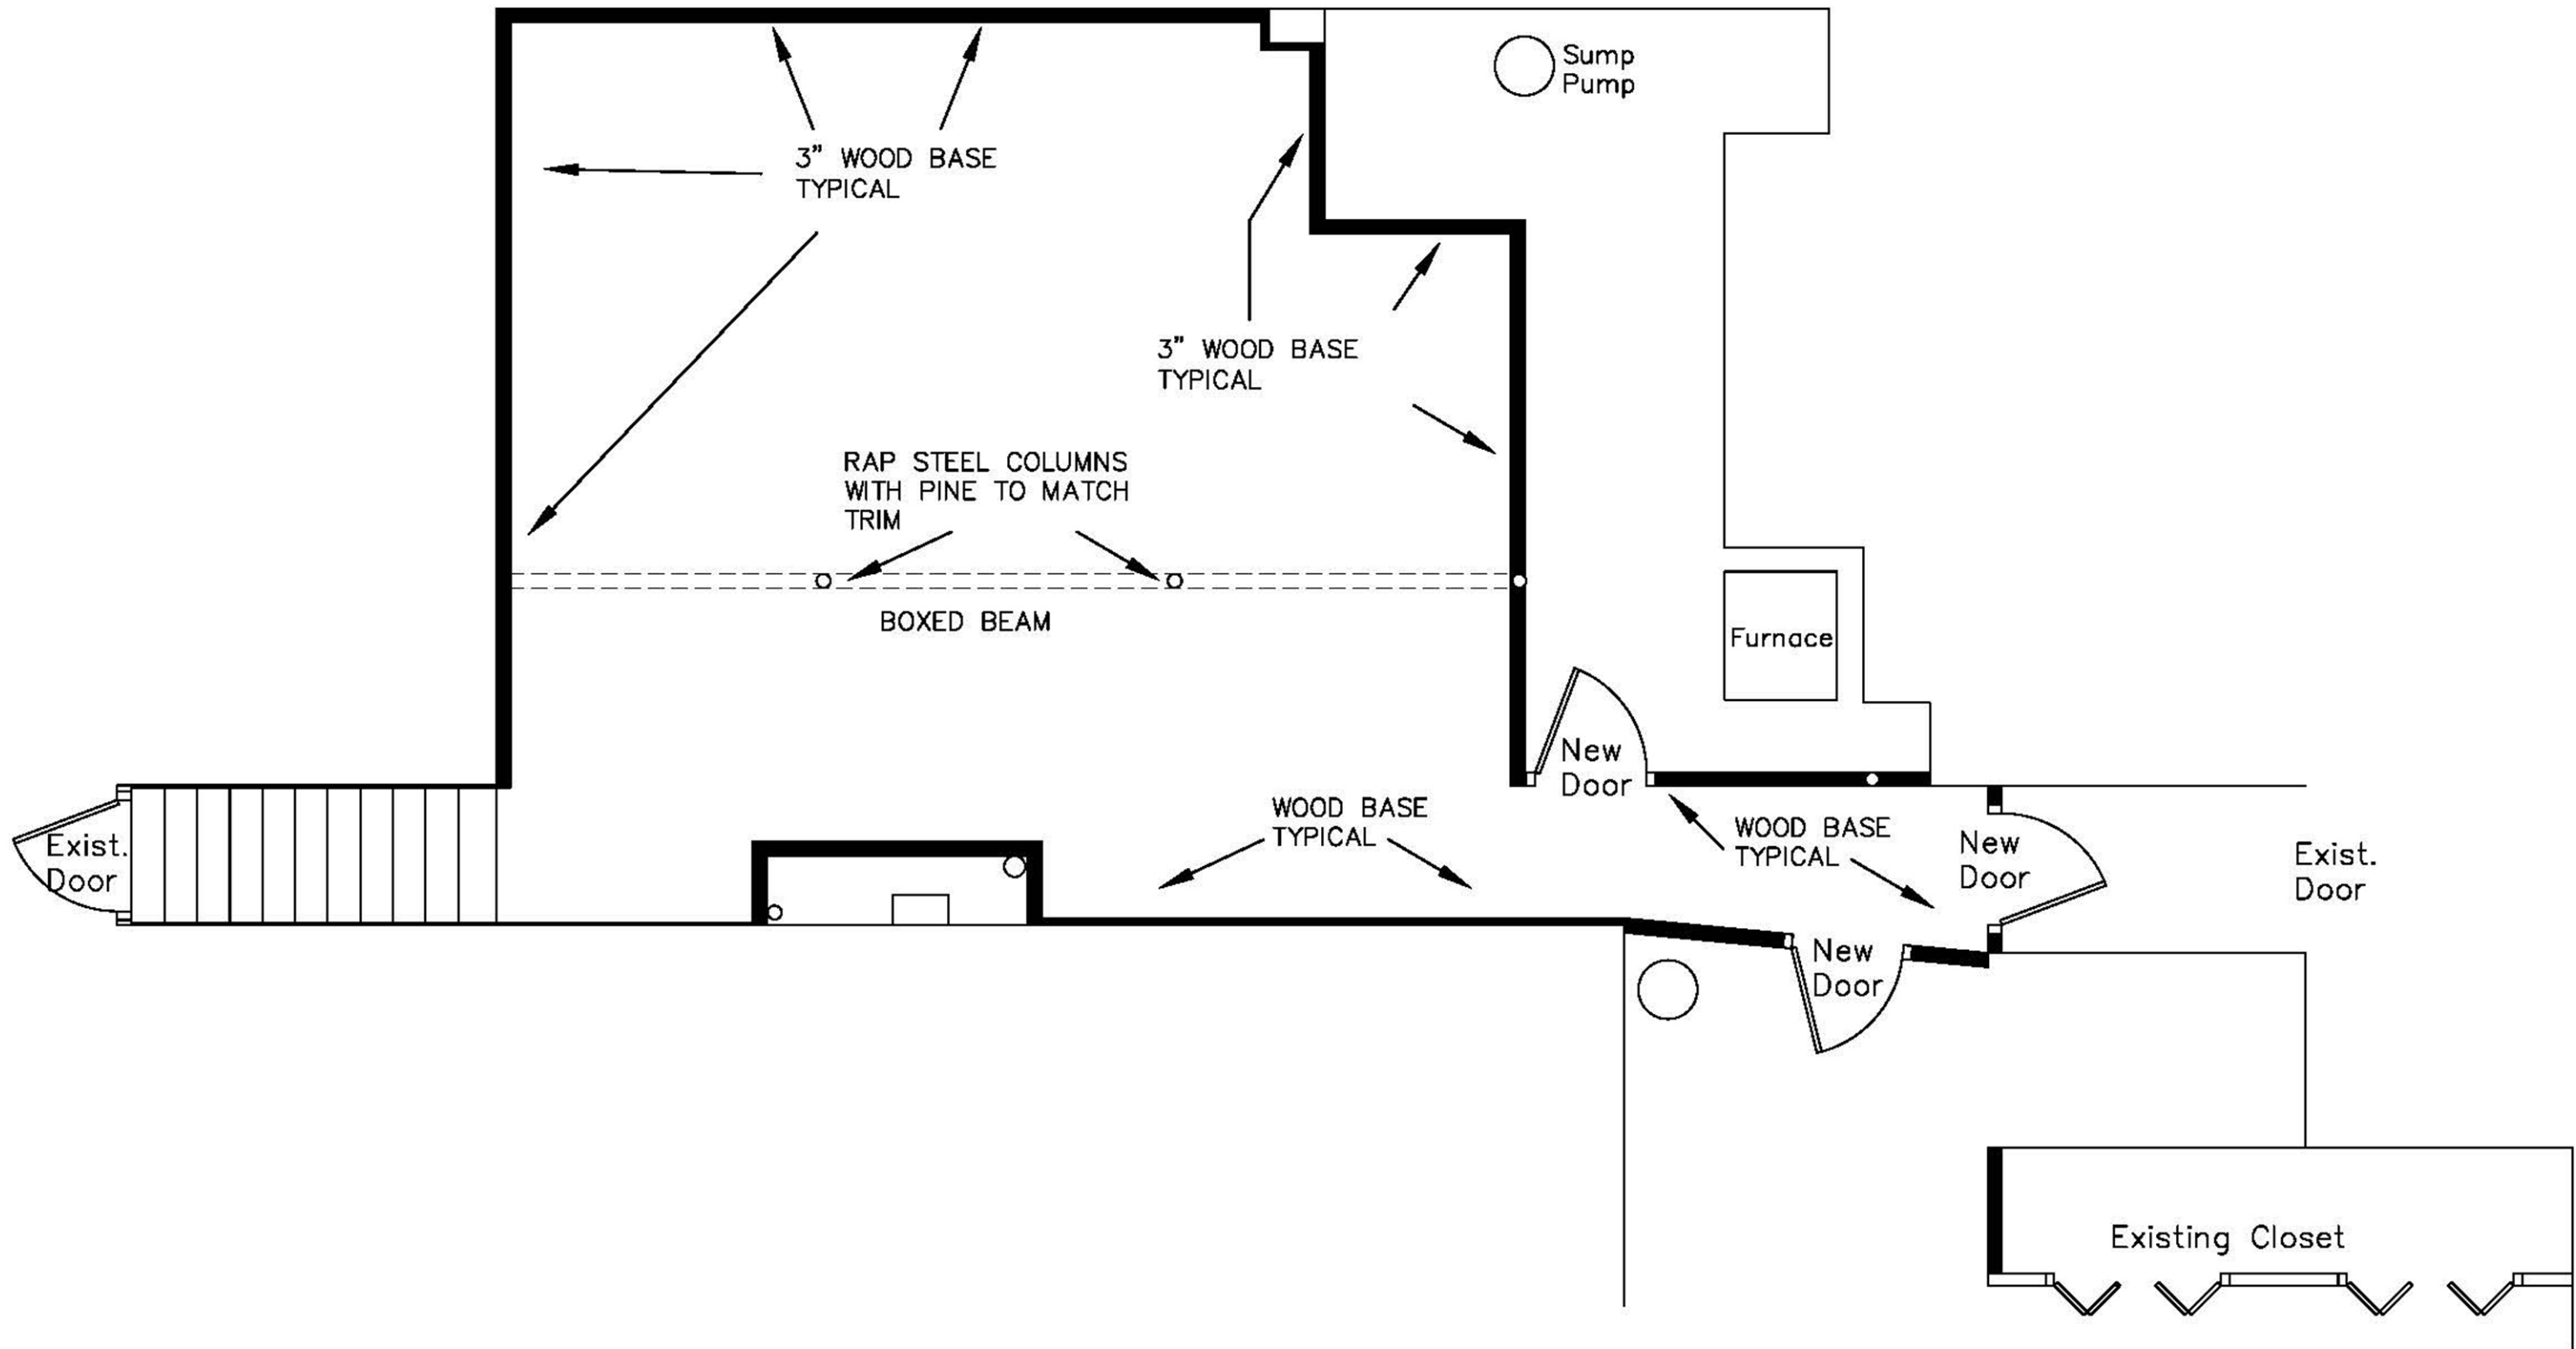 Sump
Pump
3" WOOD BASE
TYPICAL
3" WOOD BASE
TYPICAL
RAP STEEL COLUMNS
WITH PINE TO MATCH
TRIM
BOXED BEAM
Furnace
New
Door
WOOD BASE
TYPICAL
WOOD BASE
TYPICAL
New
Door
Exist.
Door
Exist.
Door
New
Door
Existing Closet